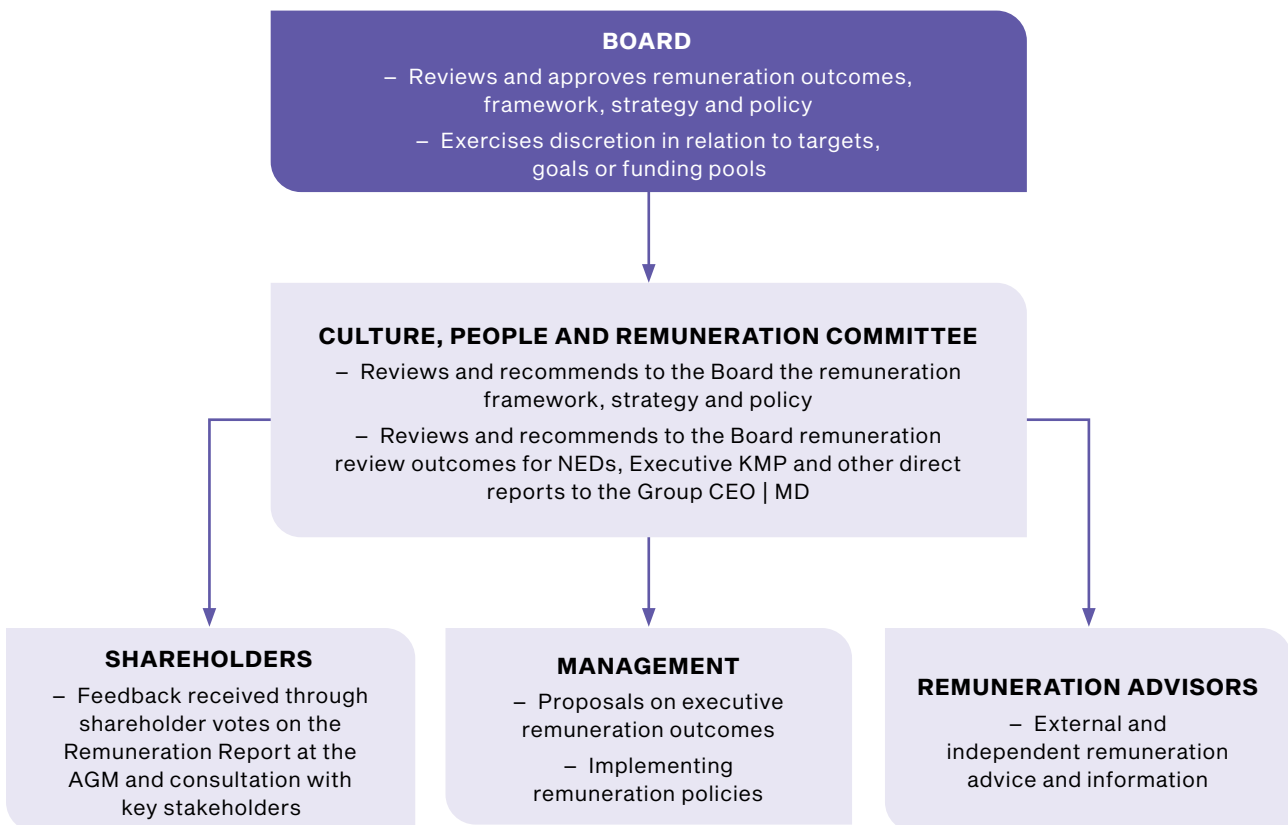 BOARD
– Reviews and approves remuneration outcomes,
framework, strategy and policy
– Exercises discretion in relation to targets,
goals or funding pools
CULTURE, PEOPLE AND REMUNERATION COMMITTEE
– Reviews and recommends to the Board the remuneration
framework, strategy and policy
– Reviews and recommends to the Board remuneration
review outcomes for NEDs, Executive KMP and other direct
reports to the Group CEO | MD
SHAREHOLDERS
– Feedback received through
shareholder votes on the
Remuneration Report at the
AGM and consultation with
key stakeholders
MANAGEMENT
– Proposals on executive
remuneration outcomes
– Implementing
remuneration policies
REMUNERATION ADVISORS
– External and
independent remuneration
advice and information